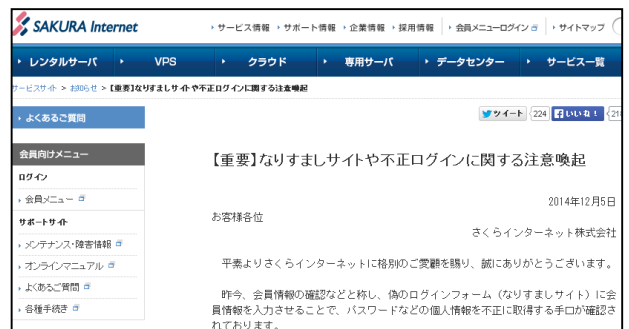 SAKURA Internet
サービス情報 サポート情報 企業情報 採用情報 会員メニューログイン サイトマップ
レンタルサーバ VPS クラウド 専用サーバ データセンター サービス一覧
サービスサイト > お知らせ > 【重要】なりすましサイトや不正ログインに関する注意喚起
ツイート 224 いいね！
よくあるご質問
会員向けメニュー
ログイン
会員メニュー
サポートサイト
メンテナンス・障害情報
オンラインマニュアル
よくあるご質問
各種手続き
【重要】なりすましサイトや不正ログインに関する注意喚起
2014年12月5日
お客様各位
さくらインターネット株式会社
平素よりさくらインターネットに格別のご愛顧を賜り、誠にありがとうございます。
昨今、会員情報の確認などと称し、偽のログインフォーム（なりすましサイト）に会
員情報を入力させることで、パスワードなどの個人情報を不正に取得する手口が確認さ
れております。